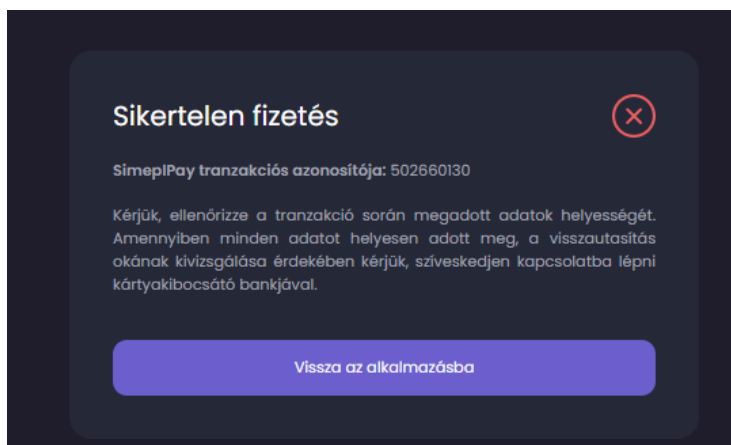 Sikertelen fizetés
SimeplPay tranzakciós azonosítója: 502660130
Kérjük, ellenőrizze a tranzakció során megadott adatok helyességét.
Amennyiben minden adatot helyesen adott meg, a visszautasítás
okának kivizsgálása érdekében kérjük, szíveskedjen kapcsolatba lépni
kártyakibocsátó bankjával.
Vissza az alkalmazásba